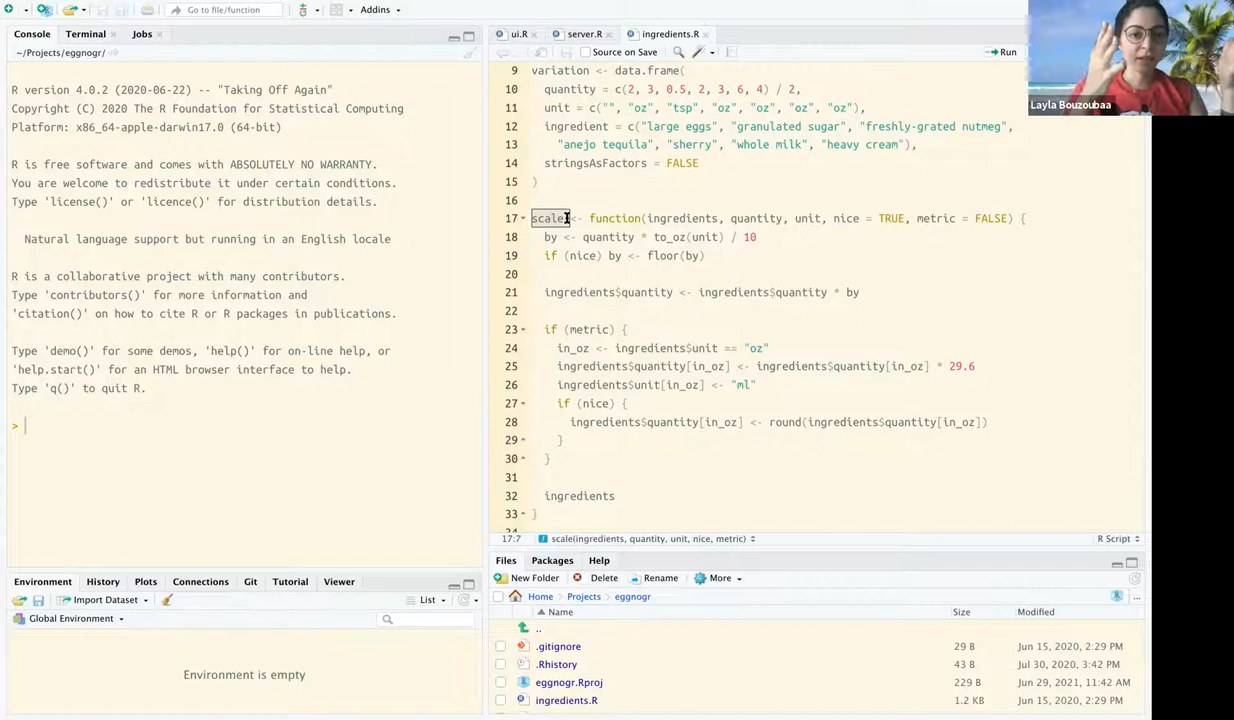 Go to file/function
Addins
Console Terminal Jobs
~/Projects/eggnogr/
R version 4.0.2 (2020-06-22) -- "Taking Off Again"
Copyright (C) 2020 The R Foundation for Statistical Computing
Platform: x86_64-apple-darwin17.0 (64-bit)
R is free software and comes with ABSOLUTELY NO WARRANTY.
You are welcome to redistribute it under certain conditions.
Type 'license()' or 'licence()' for distribution details.
Natural language support but running in an English locale
R is a collaborative project with many contributors.
Type 'contributors()' for more information and
'citation()' on how to cite R or R packages in publications.
Type 'demo()' for some demos, 'help()' for on-line help, or
'help.start()' for an HTML browser interface to help.
Type 'q()' to quit R.
>
Environment History Plots Connections Git Tutorial Viewer
Import Dataset List
Global Environment
Environment is empty
ui.R server.R ingredients.R
Source on Save Run
9 variation <- data.frame(
10 quantity = c(2, 3, 0.5, 2, 3, 6, 4) / 2,
11 unit = c("", "oz", "tsp", "oz", "oz", "oz", "oz"),
12 ingredient = c("large eggs", "granulated sugar", "freshly-grated nutmeg",
13 "anejo tequila", "sherry", "whole milk", "heavy cream"),
14 stringsAsFactors = FALSE
15 )
16
17 scale <- function(ingredients, quantity, unit, nice = TRUE, metric = FALSE) {
18 by <- quantity * to_oz(unit) / 10
19 if (nice) by <- floor(by)
20
21 ingredients$quantity <- ingredients$quantity * by
22
23 if (metric) {
24 in_oz <- ingredients$unit == "oz"
25 ingredients$quantity[in_oz] <- ingredients$quantity[in_oz] * 29.6
26 ingredients$unit[in_oz] <- "ml"
27 if (nice) {
28 ingredients$quantity[in_oz] <- round(ingredients$quantity[in_oz])
29 }
30 }
31
32 ingredients
33 }
17:7 scale(ingredients, quantity, unit, nice, metric) R Script
Files Packages Help
New Folder Delete Rename More
Home Projects eggnogr ...
Name Size Modified
..
.gitignore 29 B Jun 15, 2020, 2:29 PM
.Rhistory 43 B Jul 30, 2020, 3:42 PM
eggnogr.Rproj 229 B Jun 29, 2021, 11:42 AM
ingredients.R 1.2 KB Jun 15, 2020, 2:29 PM
Layla Bouzoubaa